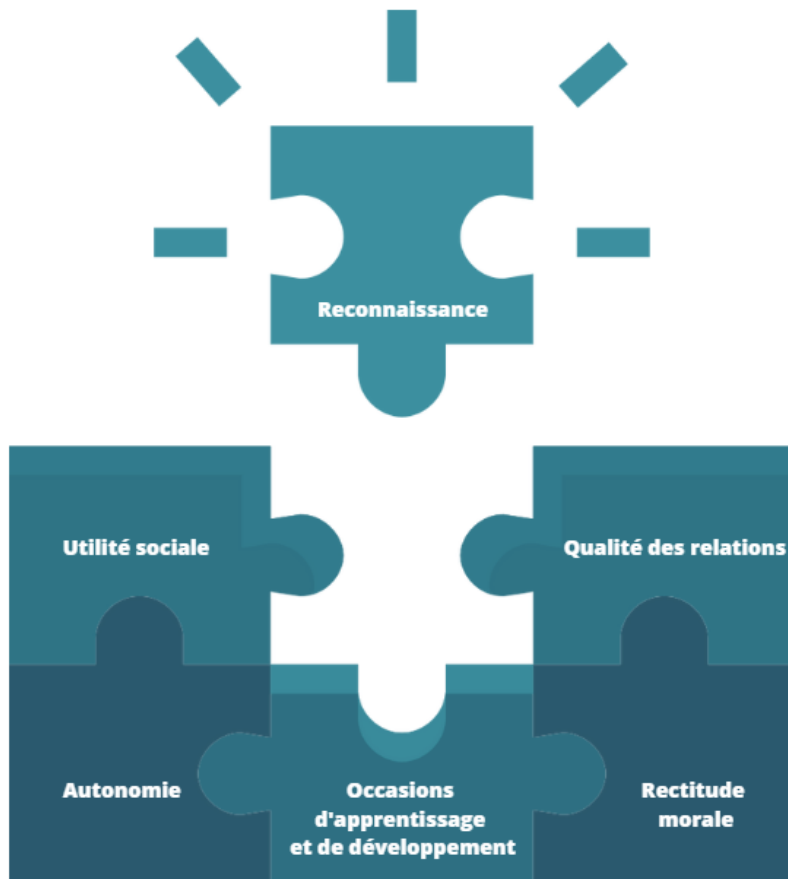 Reconnaissance
Utilité sociale
Qualité des relations
Autonomie
Occasions
d'apprentissage
et de développement
Rectitude
morale